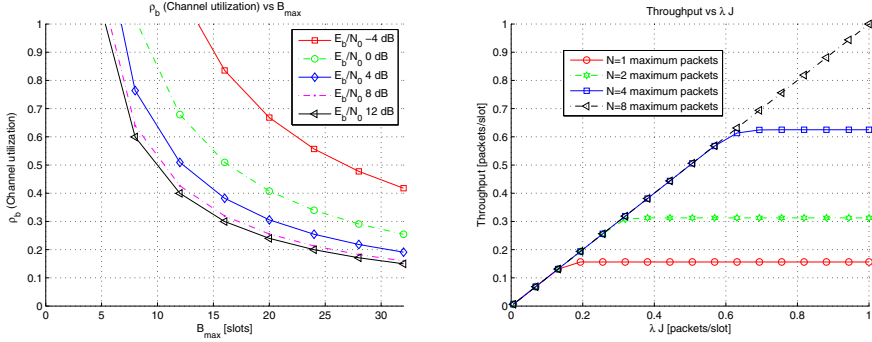 ρb (Channel utilization) vs Bmax
1
0.9
0.8
0.7
0.6
0.5
0.4
0.3
0.2
0.1
0
ρb (Channel utilization)
Eb/N0 −4 dB
Eb/N0 0 dB
Eb/N0 4 dB
Eb/N0 8 dB
Eb/N0 12 dB
0 5 10 15 20 25 30
Bmax [slots]
Throughput vs λ J
1
0.9
0.8
0.7
0.6
0.5
0.4
0.3
0.2
0.1
0
Throughput [packets/slot]
N=1 maximum packets
N=2 maximum packets
N=4 maximum packets
N=8 maximum packets
0 0.2 0.4 0.6 0.8 1
λ J [packets/slot]